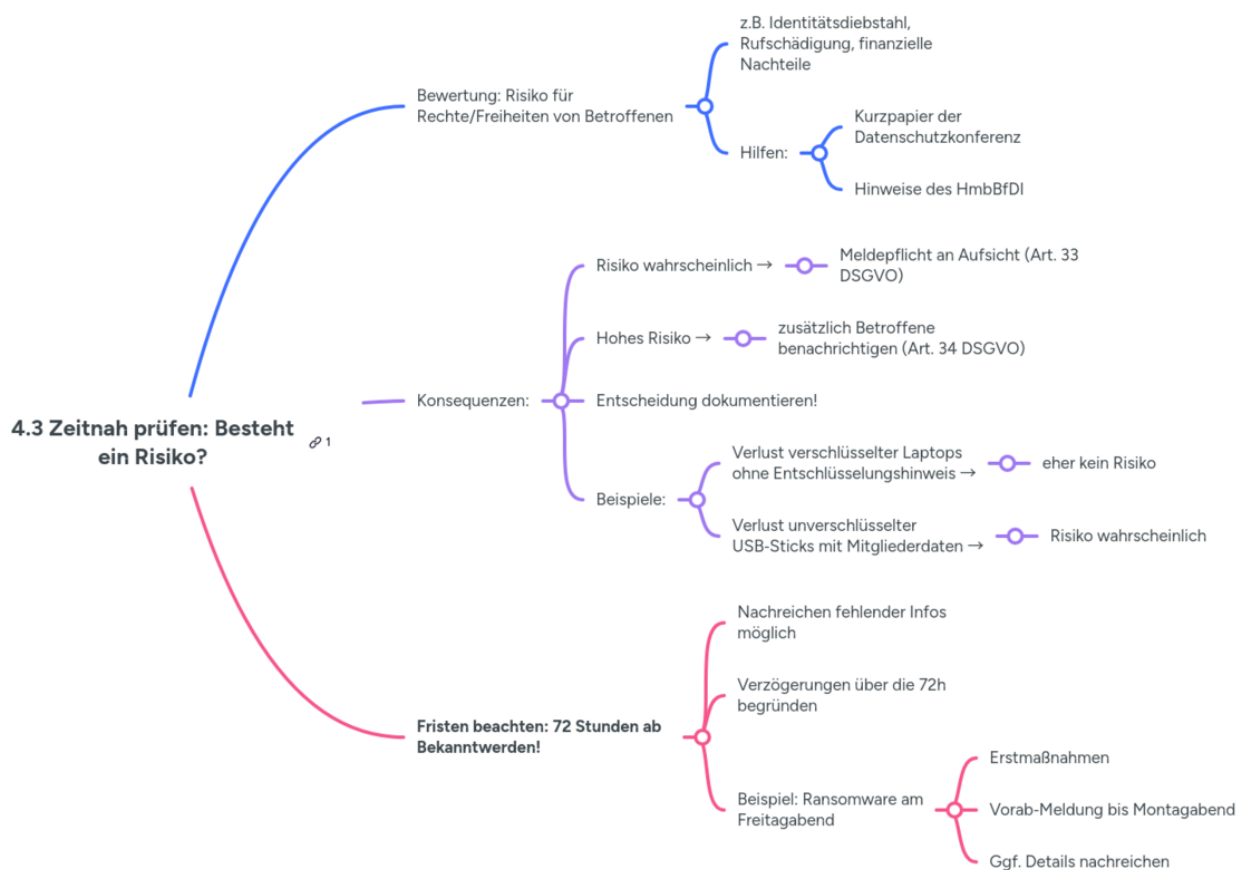 4.3 Zeitnah prüfen: Besteht
ein Risiko?
1
Bewertung: Risiko für
Rechte/Freiheiten von Betroffenen
z.B. Identitätsdiebstahl,
Rufschädigung, finanzielle
Nachteile
Hilfen:
Kurzpapier der
Datenschutzkonferenz
Hinweise des HmbBfDI
Konsequenzen:
Risiko wahrscheinlich →
Meldepflicht an Aufsicht (Art. 33
DSGVO)
Hohes Risiko →
zusätzlich Betroffene
benachrichtigen (Art. 34 DSGVO)
Entscheidung dokumentieren!
Beispiele:
Verlust verschlüsselter Laptops
ohne Entschlüsselungshinweis →
eher kein Risiko
Verlust unverschlüsselter
USB-Sticks mit Mitgliederdaten →
Risiko wahrscheinlich
Fristen beachten: 72 Stunden ab
Bekanntwerden!
Nachreichen fehlender Infos
möglich
Verzögerungen über die 72h
begründen
Beispiel: Ransomware am
Freitagabend
Erstmaßnahmen
Vorab-Meldung bis Montagabend
Ggf. Details nachreichen